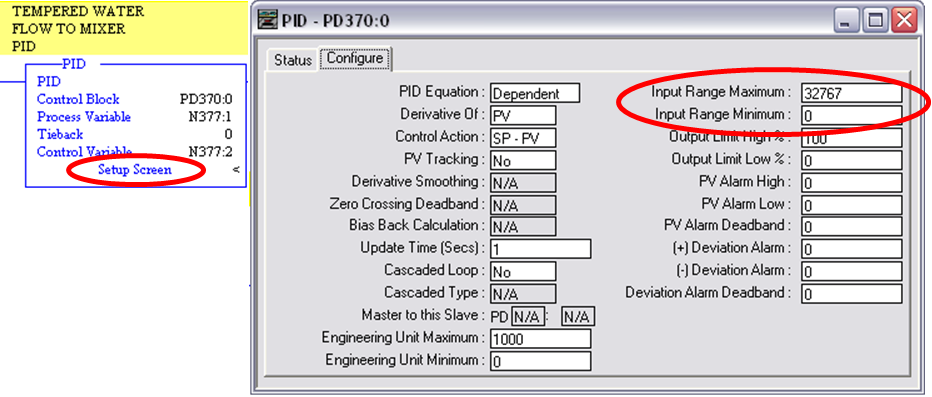 TEMPERED WATER
FLOW TO MIXER
PID
PID
PID
Control Block PD370:0
Process Variable N377:1
Tieback 0
Control Variable N377:2
Setup Screen <
PID - PD370:0
Status Configure
PID Equation : Dependent
Derivative Of : PV
Control Action : SP - PV
PV Tracking : No
Derivative Smoothing : N/A
Zero Crossing Deadband : N/A
Bias Back Calculation : N/A
Update Time (Secs) : 1
Cascaded Loop : No
Cascaded Type : N/A
Master to this Slave : PD N/A : N/A
Engineering Unit Maximum : 1000
Engineering Unit Minimum : 0
Input Range Maximum : 32767
Input Range Minimum : 0
Output Limit High % : 100
Output Limit Low % : 0
PV Alarm High : 0
PV Alarm Low : 0
PV Alarm Deadband : 0
(+) Deviation Alarm : 0
(-) Deviation Alarm : 0
Deviation Alarm Deadband : 0